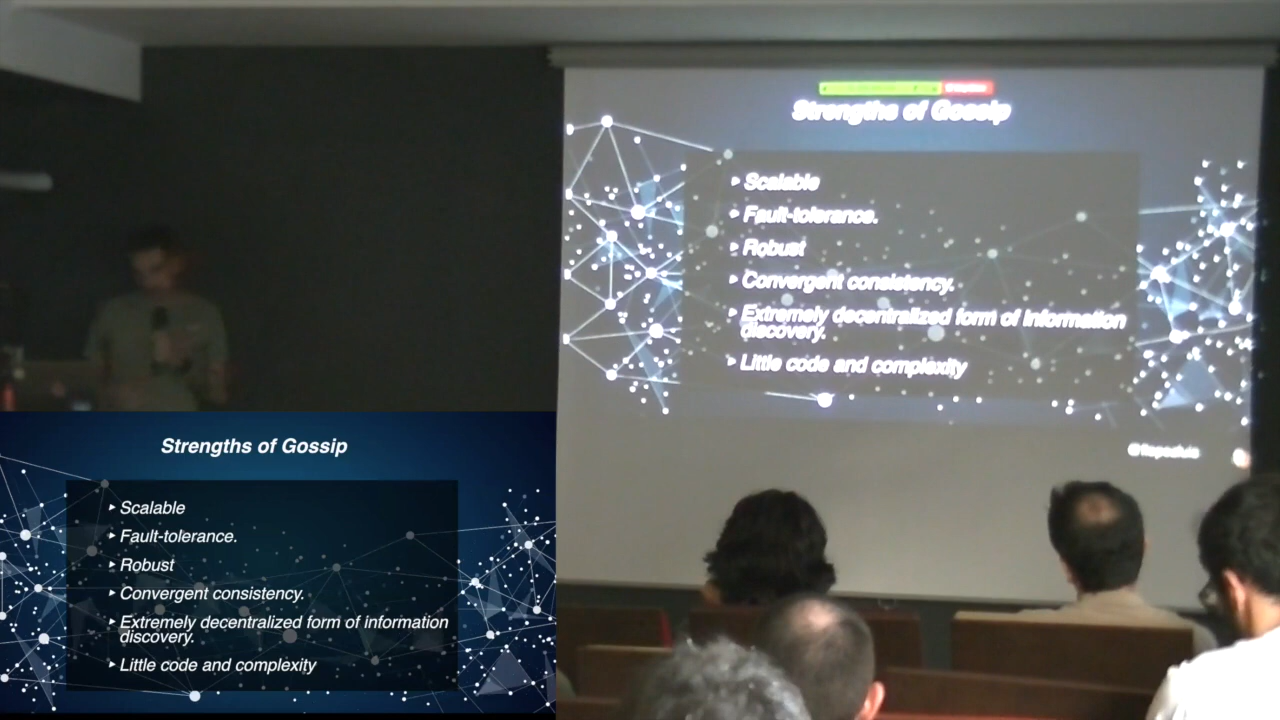 Strengths of Gossip
Scalable
Fault-tolerance.
Robust
Convergent consistency.
Extremely decentralized form of information
discovery.
Little code and complexity
Strengths of Gossip
Scalable
Fault-tolerance.
Robust
Convergent consistency.
Extremely decentralized form of information
discovery.
Little code and complexity